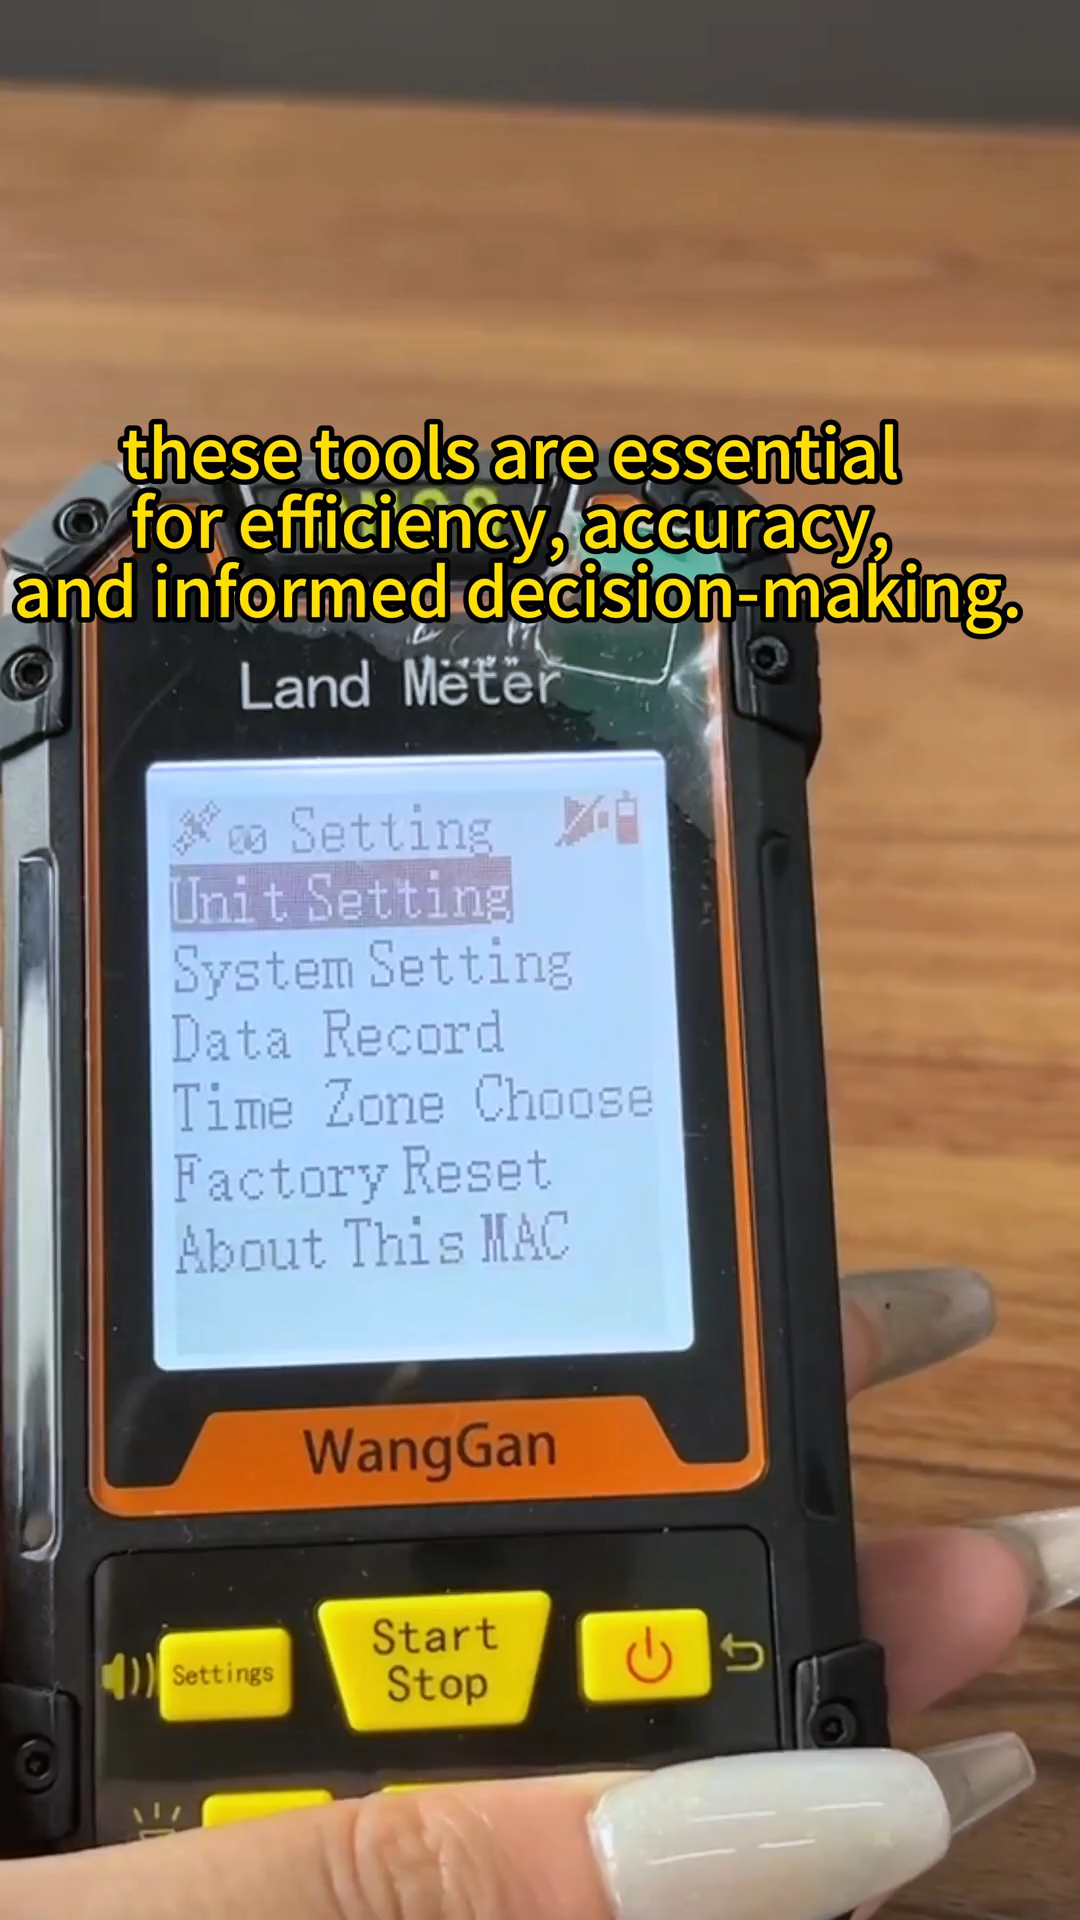 these tools are essential
for efficiency, accuracy,
and informed decision-making.
Land Meter
00 Setting
Unit Setting
System Setting
Data Record
Time Zone Choose
Factory Reset
About This MAC
WangGan
Settings
Start
Stop